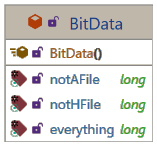 BitData
BitData()
notAFile long
notHFile long
everything long